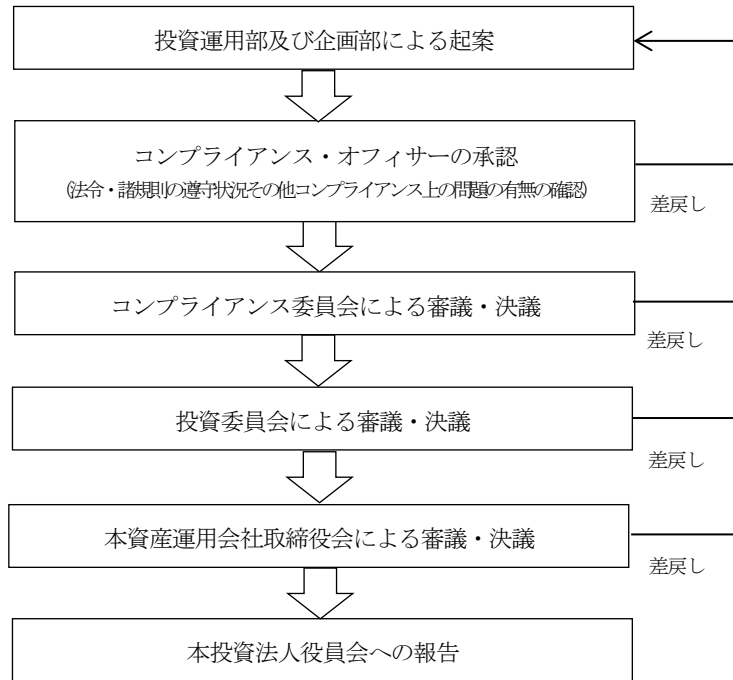 投資運用部及び企画部による起案
コンプライアンス・オフィサーの承認
(法令・諸規則の遵守状況その他コンプライアンス上の問題の有無の確認)
差戻し
コンプライアンス委員会による審議・決議
差戻し
投資委員会による審議・決議
差戻し
本資産運用会社取締役会による審議・決議
差戻し
本投資法人役員会への報告